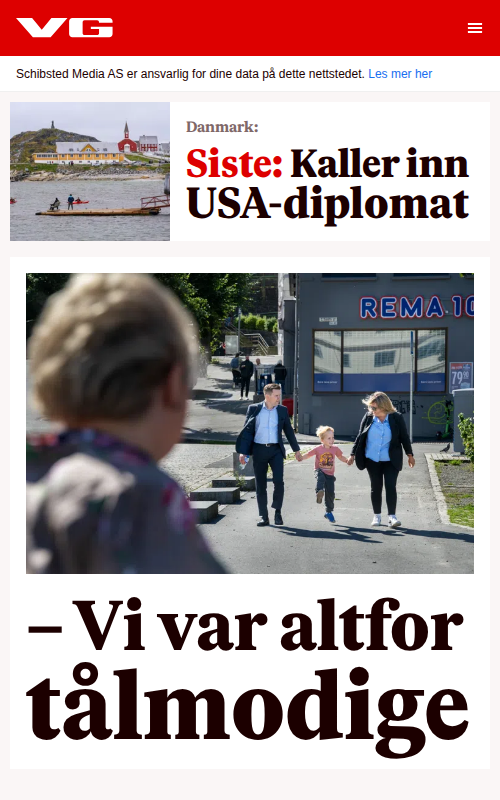 VG
Schibsted Media AS er ansvarlig for dine data på dette nettstedet. Les mer her
Danmark:
Siste: Kaller inn
USA-diplomat
REMA 10
79
– Vi var altfor
tålmodige